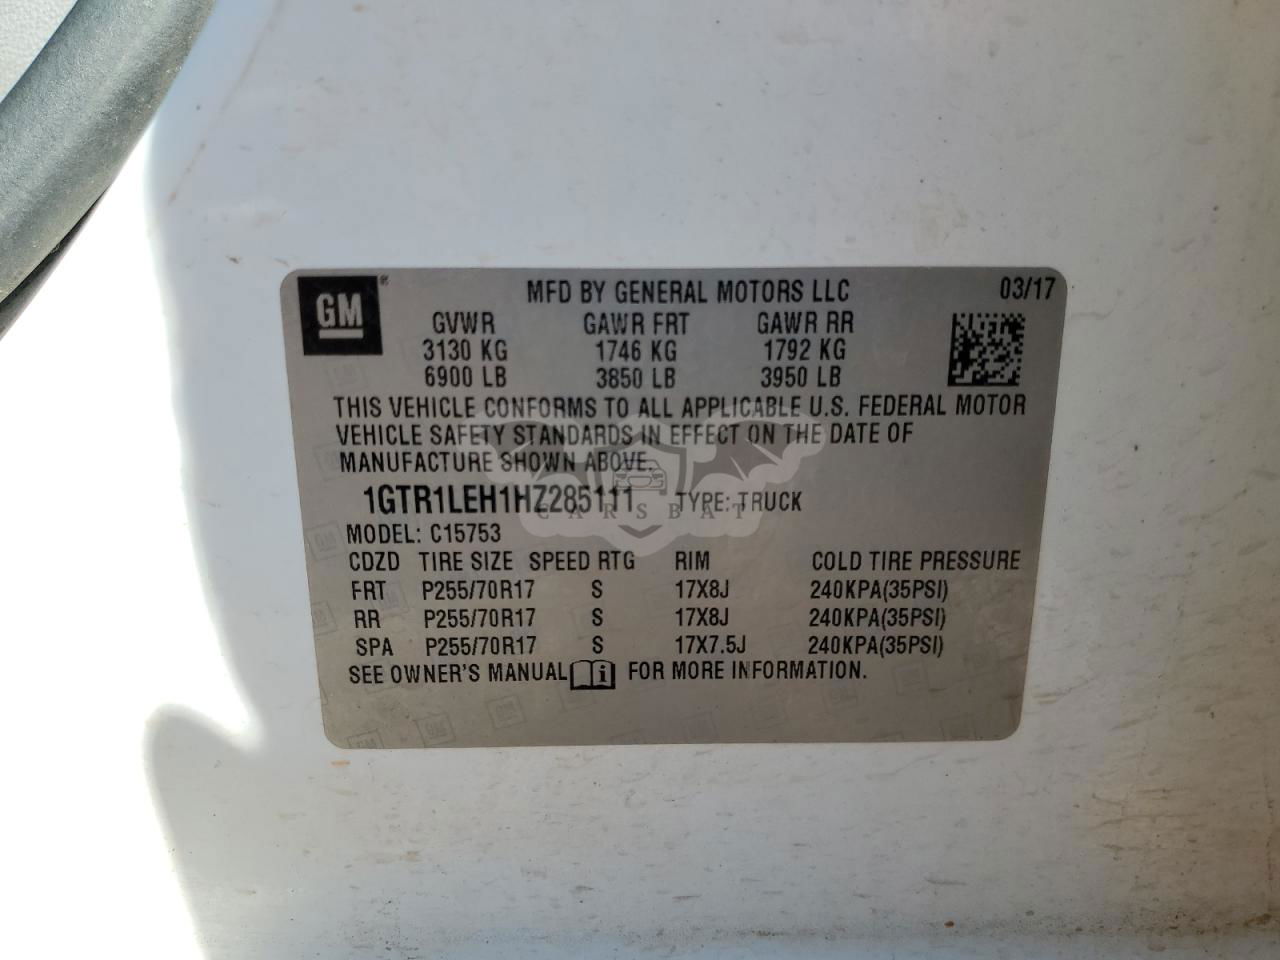 GM® MFD BY GENERAL MOTORS LLC 03/17
GVWR GAWR FRT GAWR RR
3130 KG 1746 KG 1792 KG
6900 LB 3850 LB 3950 LB
THIS VEHICLE CONFORMS TO ALL APPLICABLE U.S. FEDERAL MOTOR
VEHICLE SAFETY STANDARDS IN EFFECT ON THE DATE OF
MANUFACTURE SHOWN ABOVE.
1GTR1LEH1HZ285111 TYPE: TRUCK
CARSBAT
MODEL: C15753
CDZD TIRE SIZE SPEED RTG RIM COLD TIRE PRESSURE
FRT P255/70R17 S 17X8J 240KPA(35PSI)
RR P255/70R17 S 17X8J 240KPA(35PSI)
SPA P255/70R17 S 17X7.5J 240KPA(35PSI)
SEE OWNER'S MANUAL i FOR MORE INFORMATION.
GM GM GM